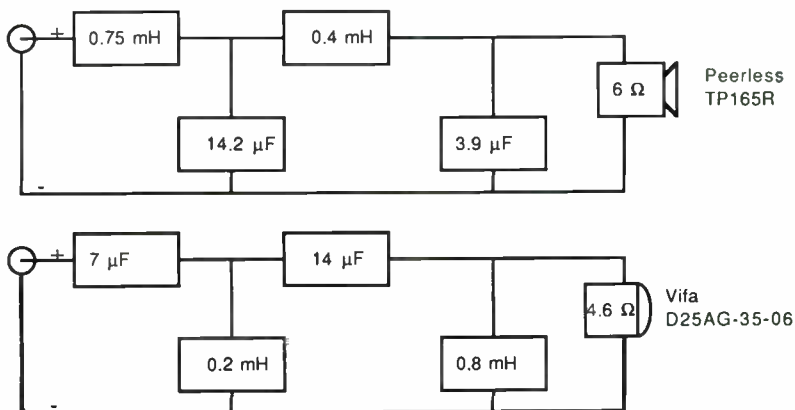 +
0.75 mH
0.4 mH
14.2 µF
3.9 µF
6 Ω
Peerless
TP165R
-
+
7 µF
14 µF
0.2 mH
0.8 mH
4.6 Ω
Vifa
D25AG-35-06
-